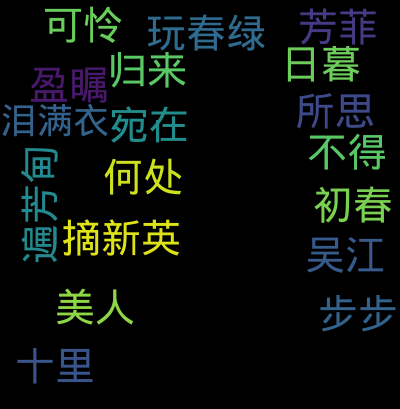 可怜
玩春绿
芳菲
归来
日暮
盈瞩
泪满衣
宛在
所思
不得
何处
遍芳甸
初春
摘新英
吴江
美人
步步
十里